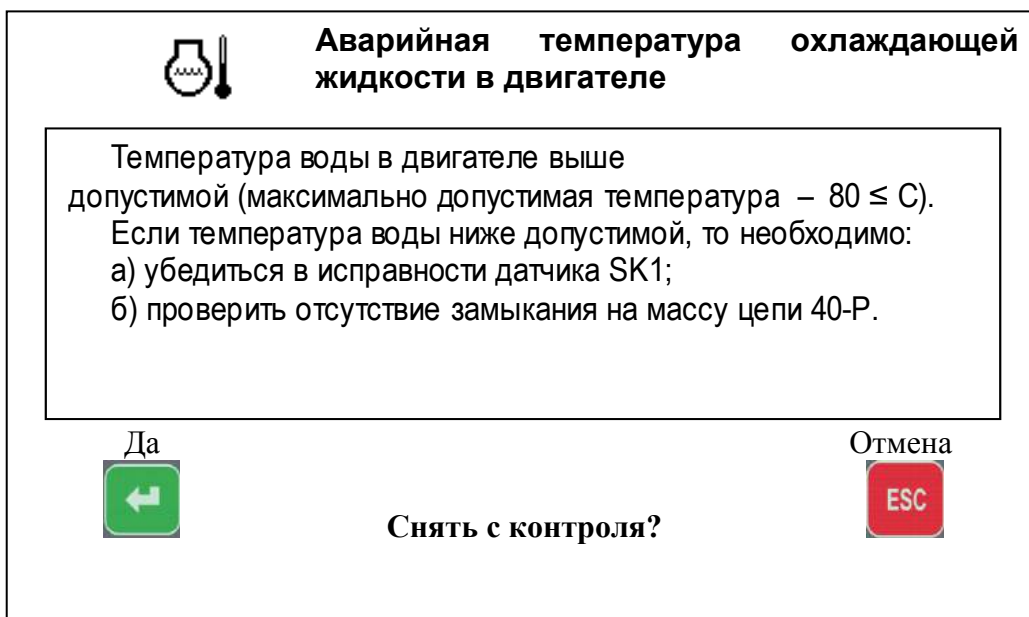 Аварийная температура охлаждающей
жидкости в двигателе
Температура воды в двигателе выше
допустимой (максимально допустимая температура – 80 ≤ С).
Если температура воды ниже допустимой, то необходимо:
а) убедиться в исправности датчика SK1;
б) проверить отсутствие замыкания на массу цепи 40-Р.
Да
Отмена
ESC
Снять с контроля?